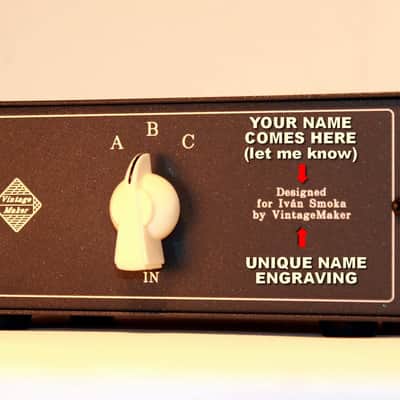 A
B
C
IN
Vintage
Maker
YOUR NAME
COMES HERE
(let me know)
Designed
for Iván Smoka
by VintageMaker
UNIQUE NAME
ENGRAVING